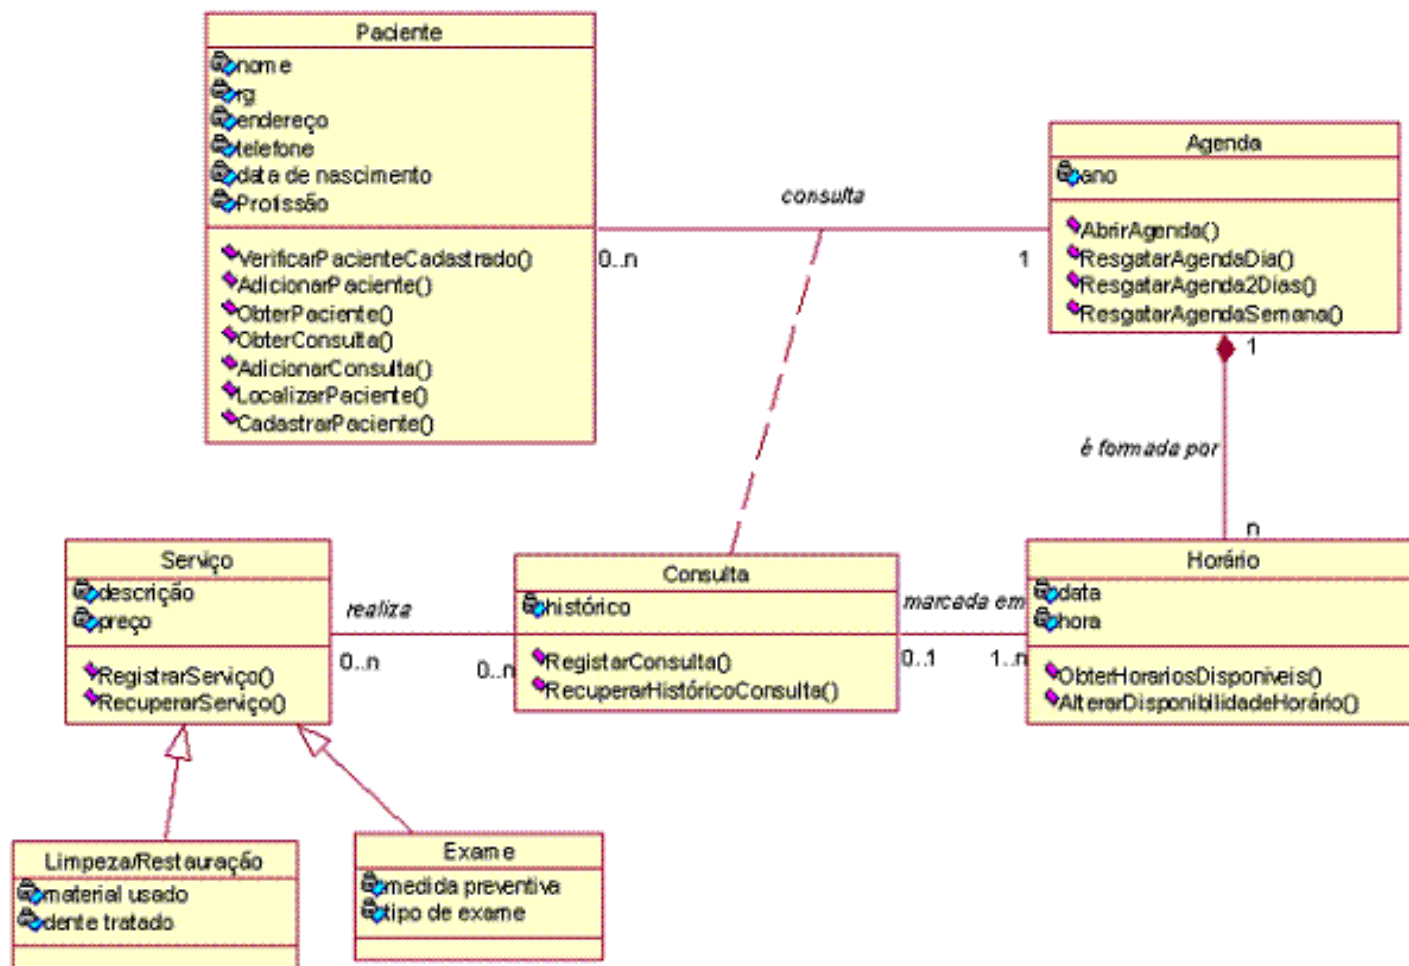 Paciente
nome
rg
endereço
telefone
data de nascimento
Profissão
VerificarPacienteCadastrado()
AdicionarPaciente()
ObterPaciente()
ObterConsulta()
AdicionarConsulta()
LocalizarPaciente()
CadastrarPaciente()
consulta
0..n
1
Agenda
ano
AbrirAgenda()
ResgatarAgendaDia()
ResgatarAgenda2Dias()
ResgatarAgendaSemana()
1
é formada por
n
Serviço
descrição
preço
RegistrarServiço()
RecuperarServiço()
realiza
0..n
0..n
Consulta
histórico
RegistarConsulta()
RecuperarHistóricoConsulta()
marcada em
0..1
1..n
Horário
data
hora
ObterHorariosDisponiveis()
AlterarDisponibilidadeHorário()
Limpeza/Restauração
material usado
dente tratado
Exame
medida preventiva
tipo de exame